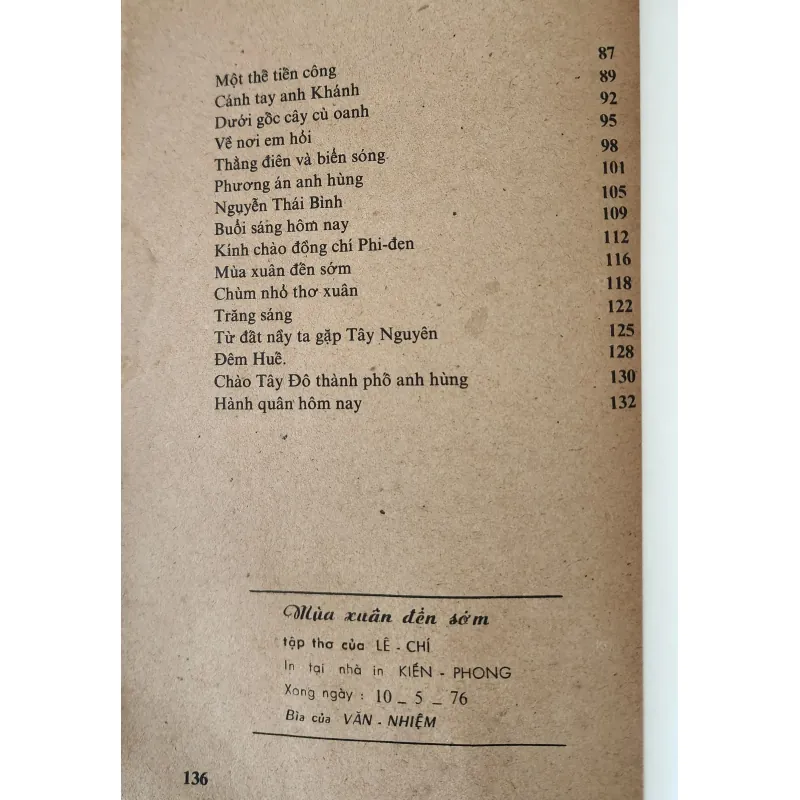 87
Một thế tiền công 89
Cánh tay anh Khánh 92
Dưới gốc cây cù oanh 95
Về nơi em hỏi 98
Thằng điên và biển sóng. 101
Phương án anh hùng 105
Nguyễn Thái Bình 109
Buổi sáng hôm nay 112
Kính chào đồng chí Phi-đen 116
Mùa xuân đến sớm 118
Chùm nhỏ thơ xuân 122
Trăng sáng 125
Từ đất nầy ta gặp Tây Nguyên 128
Đêm Huế. 130
Chào Tây Đô thành phố anh hùng 132
Hành quân hôm nay
Mùa xuân đến sớm
tập thơ của LÊ - CHÍ
In tại nhà in KIẾN - PHONG
Xong ngày : 10 _ 5 _ 76
Bìa của VĂN - NHIỆM
136